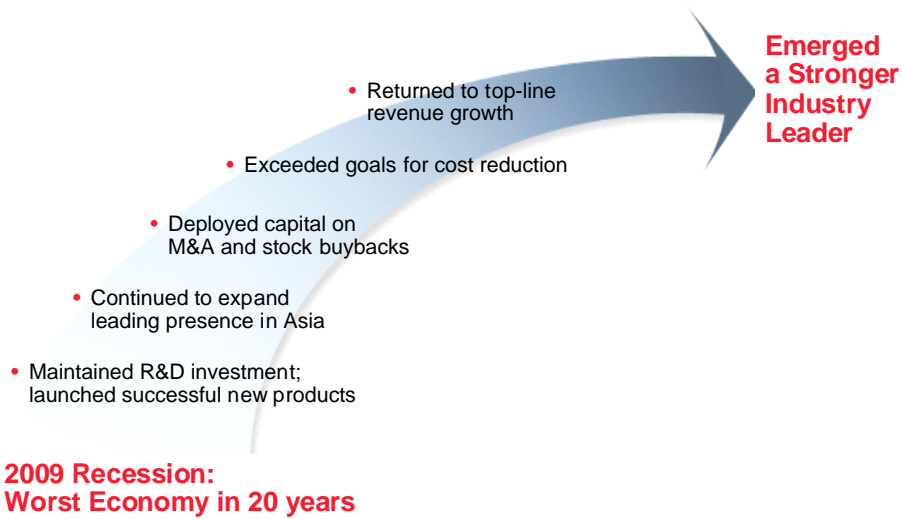 Emerged
a Stronger
Industry
Leader
• Returned to top-line
revenue growth
• Exceeded goals for cost reduction
• Deployed capital on
M&A and stock buybacks
• Continued to expand
leading presence in Asia
• Maintained R&D investment;
launched successful new products
2009 Recession:
Worst Economy in 20 years